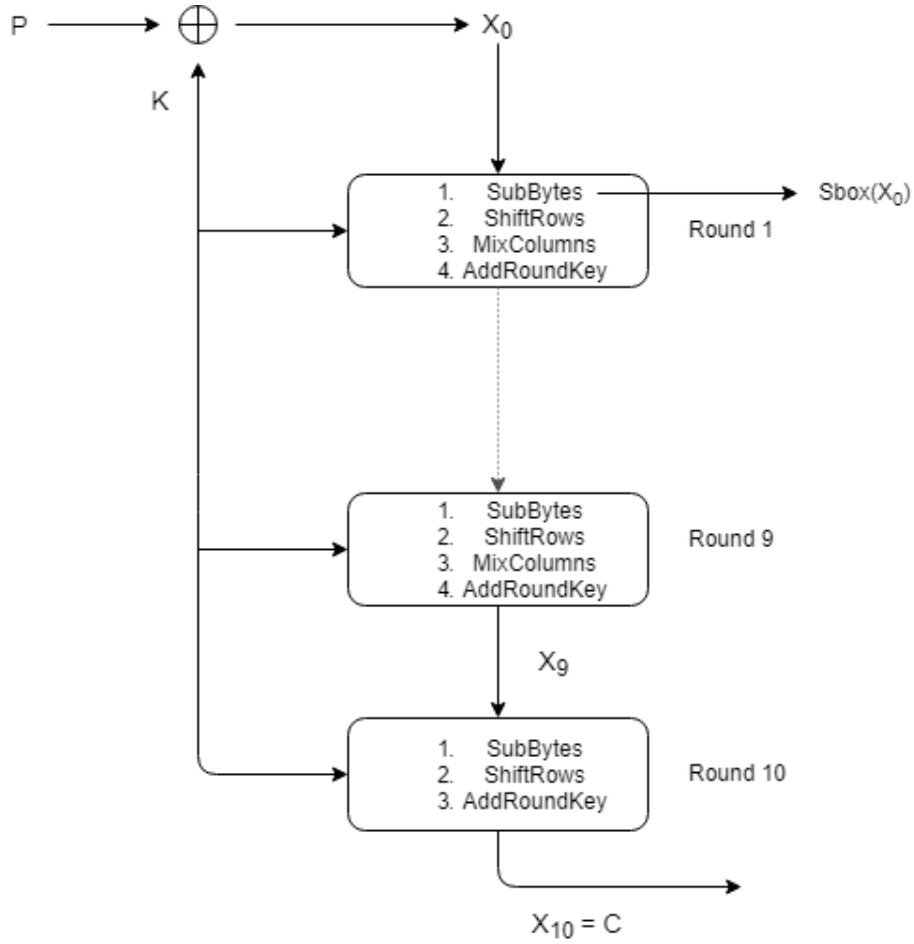 P
X₀
K
1. SubBytes
2. ShiftRows
3. MixColumns
4. AddRoundKey
Sbox(X₀)
Round 1
1. SubBytes
2. ShiftRows
3. MixColumns
4. AddRoundKey
Round 9
X₉
1. SubBytes
2. ShiftRows
3. AddRoundKey
Round 10
X₁₀ = C